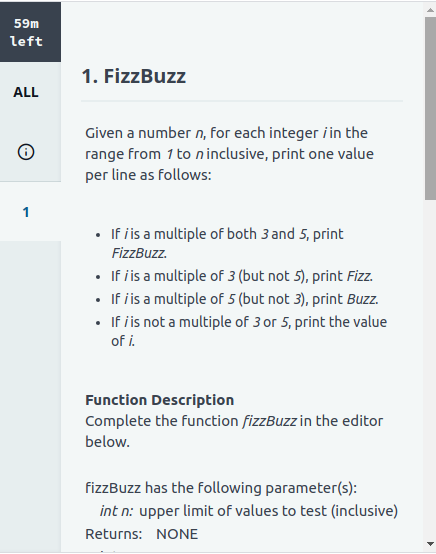 59m
left
ALL
1
1. FizzBuzz
Given a number n, for each integer i in the
range from 1 to n inclusive, print one value
per line as follows:
• If i is a multiple of both 3 and 5, print
FizzBuzz.
• If i is a multiple of 3 (but not 5), print Fizz.
• If i is a multiple of 5 (but not 3), print Buzz.
• If i is not a multiple of 3 or 5, print the value
of i.
Function Description
Complete the function fizzBuzz in the editor
below.
fizzBuzz has the following parameter(s):
int n: upper limit of values to test (inclusive)
Returns: NONE